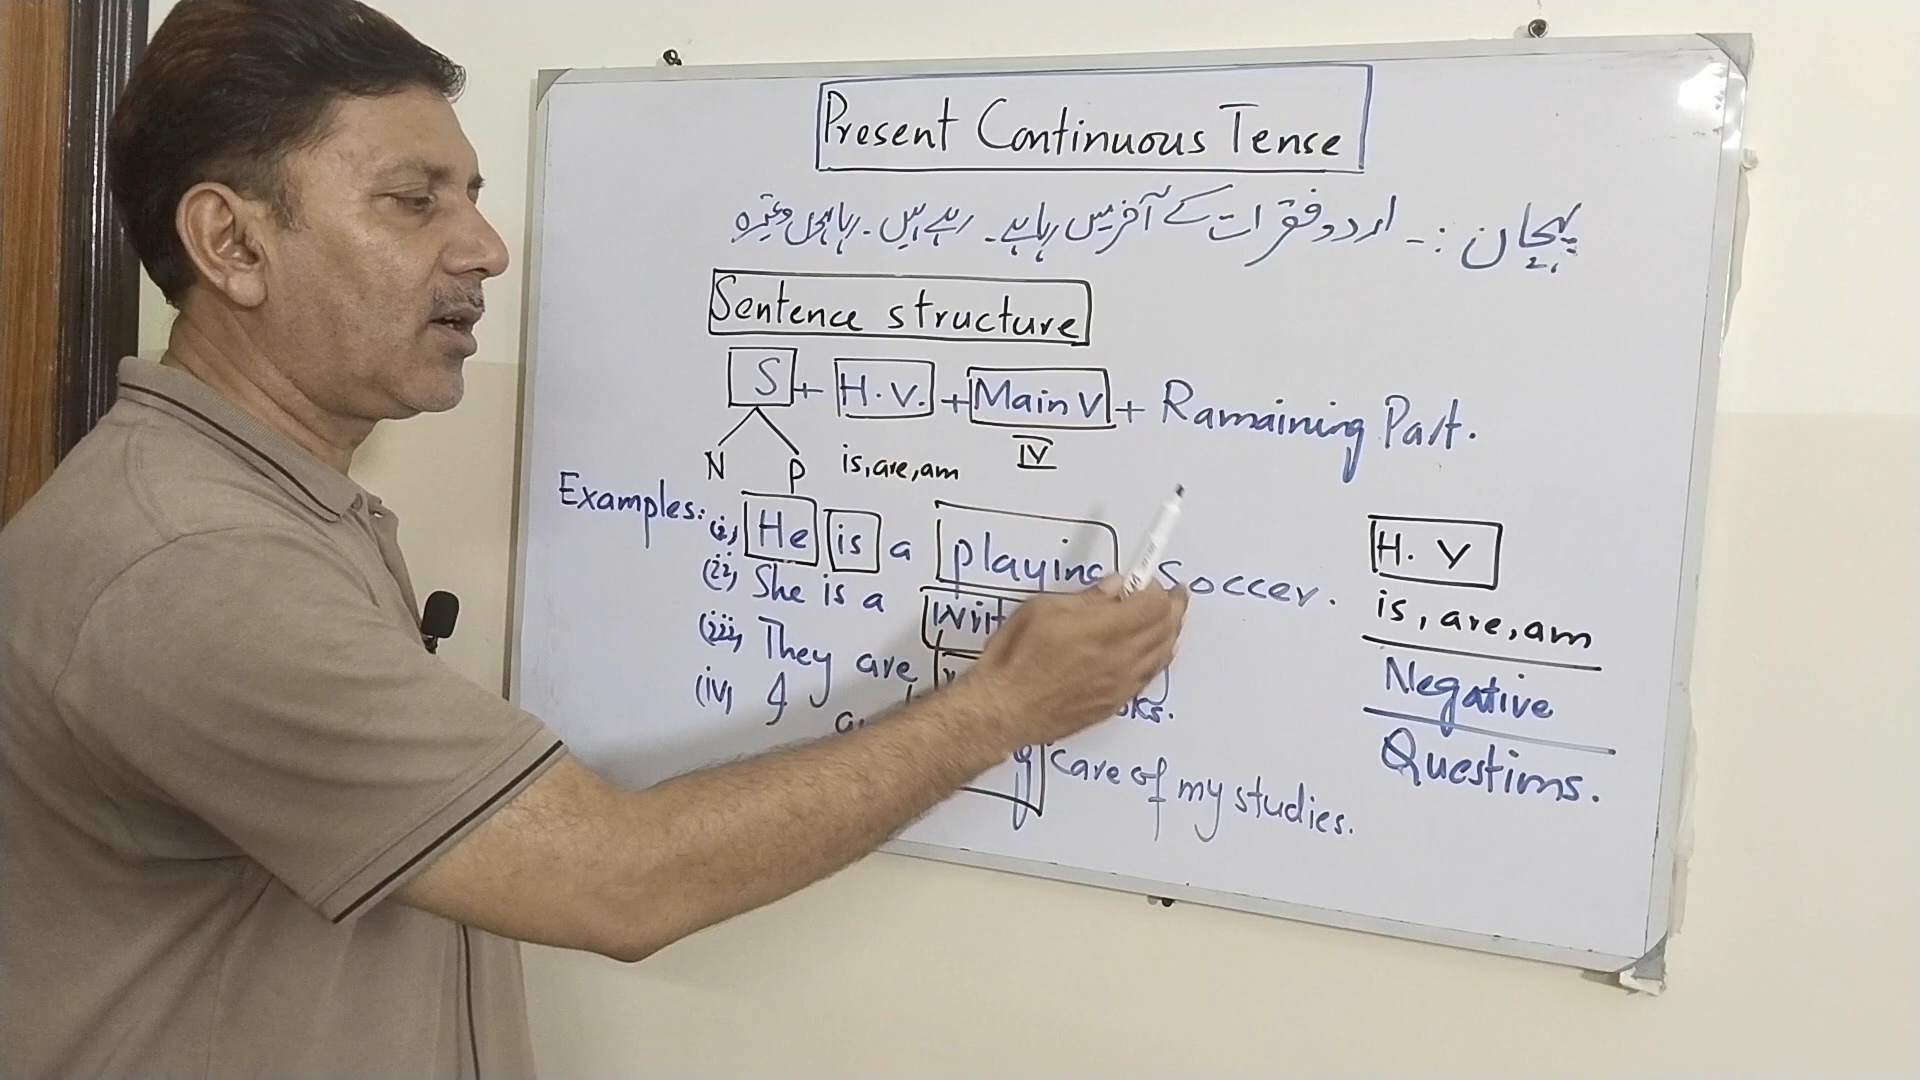 Present Continuous Tense
پہچان :- اردو فقرات کے آخر میں رہا ہے۔ رہے ہیں۔ رہا ہوں وغیرہ
Sentence structure
S + H.V. + Main V + Ramaining Part.
N P is, are, am IV
Examples: (i) He is a playing Soccer.
(ii) She is a
(iii) They are
(iv) I
care of my studies.
H. V
is, are, am
Negative
Questions.